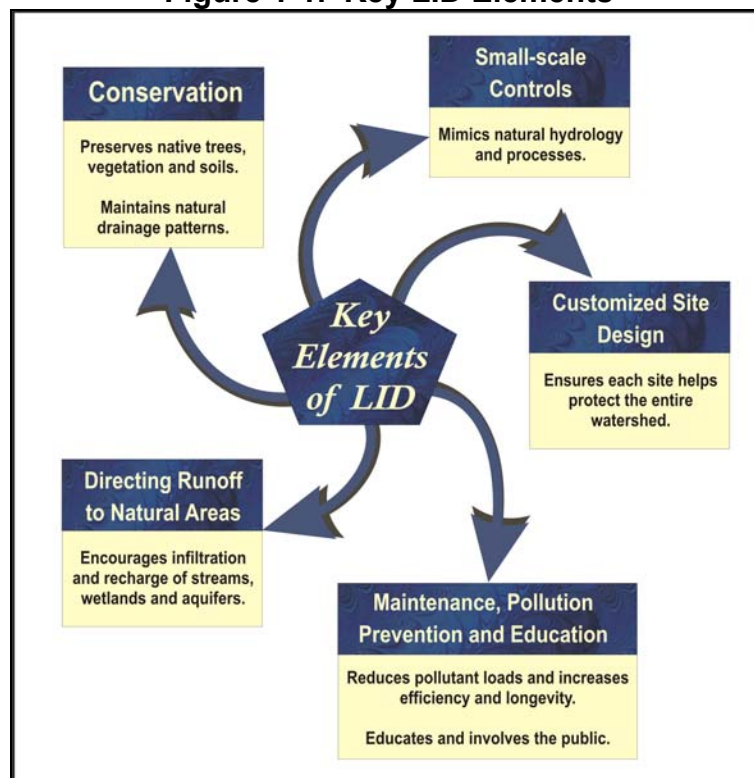 Figure 1-1: Key LID Elements
Conservation
Preserves native trees,
vegetation and soils.
Maintains natural
drainage patterns.
Small-scale
Controls
Mimics natural hydrology
and processes.
Customized Site
Design
Ensures each site helps
protect the entire
watershed.
Key
Elements
of LID
Directing Runoff
to Natural Areas
Encourages infiltration
and recharge of streams,
wetlands and aquifers.
Maintenance, Pollution
Prevention and Education
Reduces pollutant loads and increases
efficiency and longevity.
Educates and involves the public.